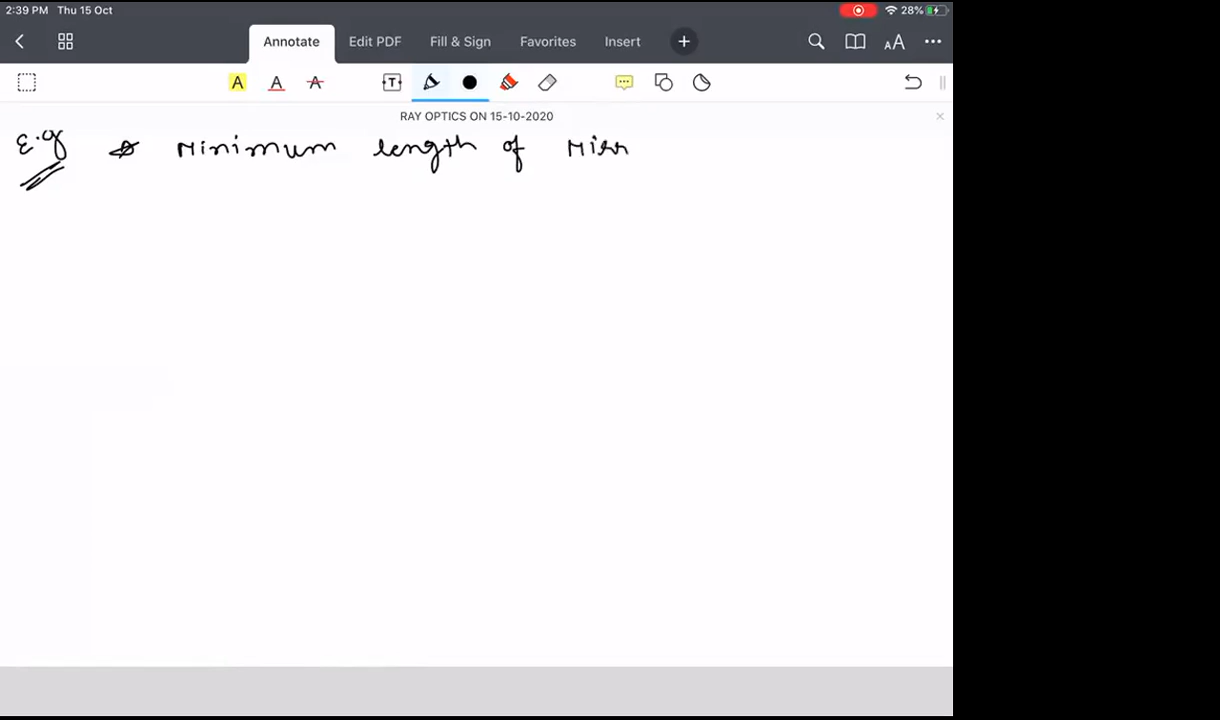 2:39 PM Thu 15 Oct 28%
Annotate Edit PDF Fill & Sign Favorites Insert
A A A T
RAY OPTICS ON 15-10-2020
E.g Minimum length of Mirr